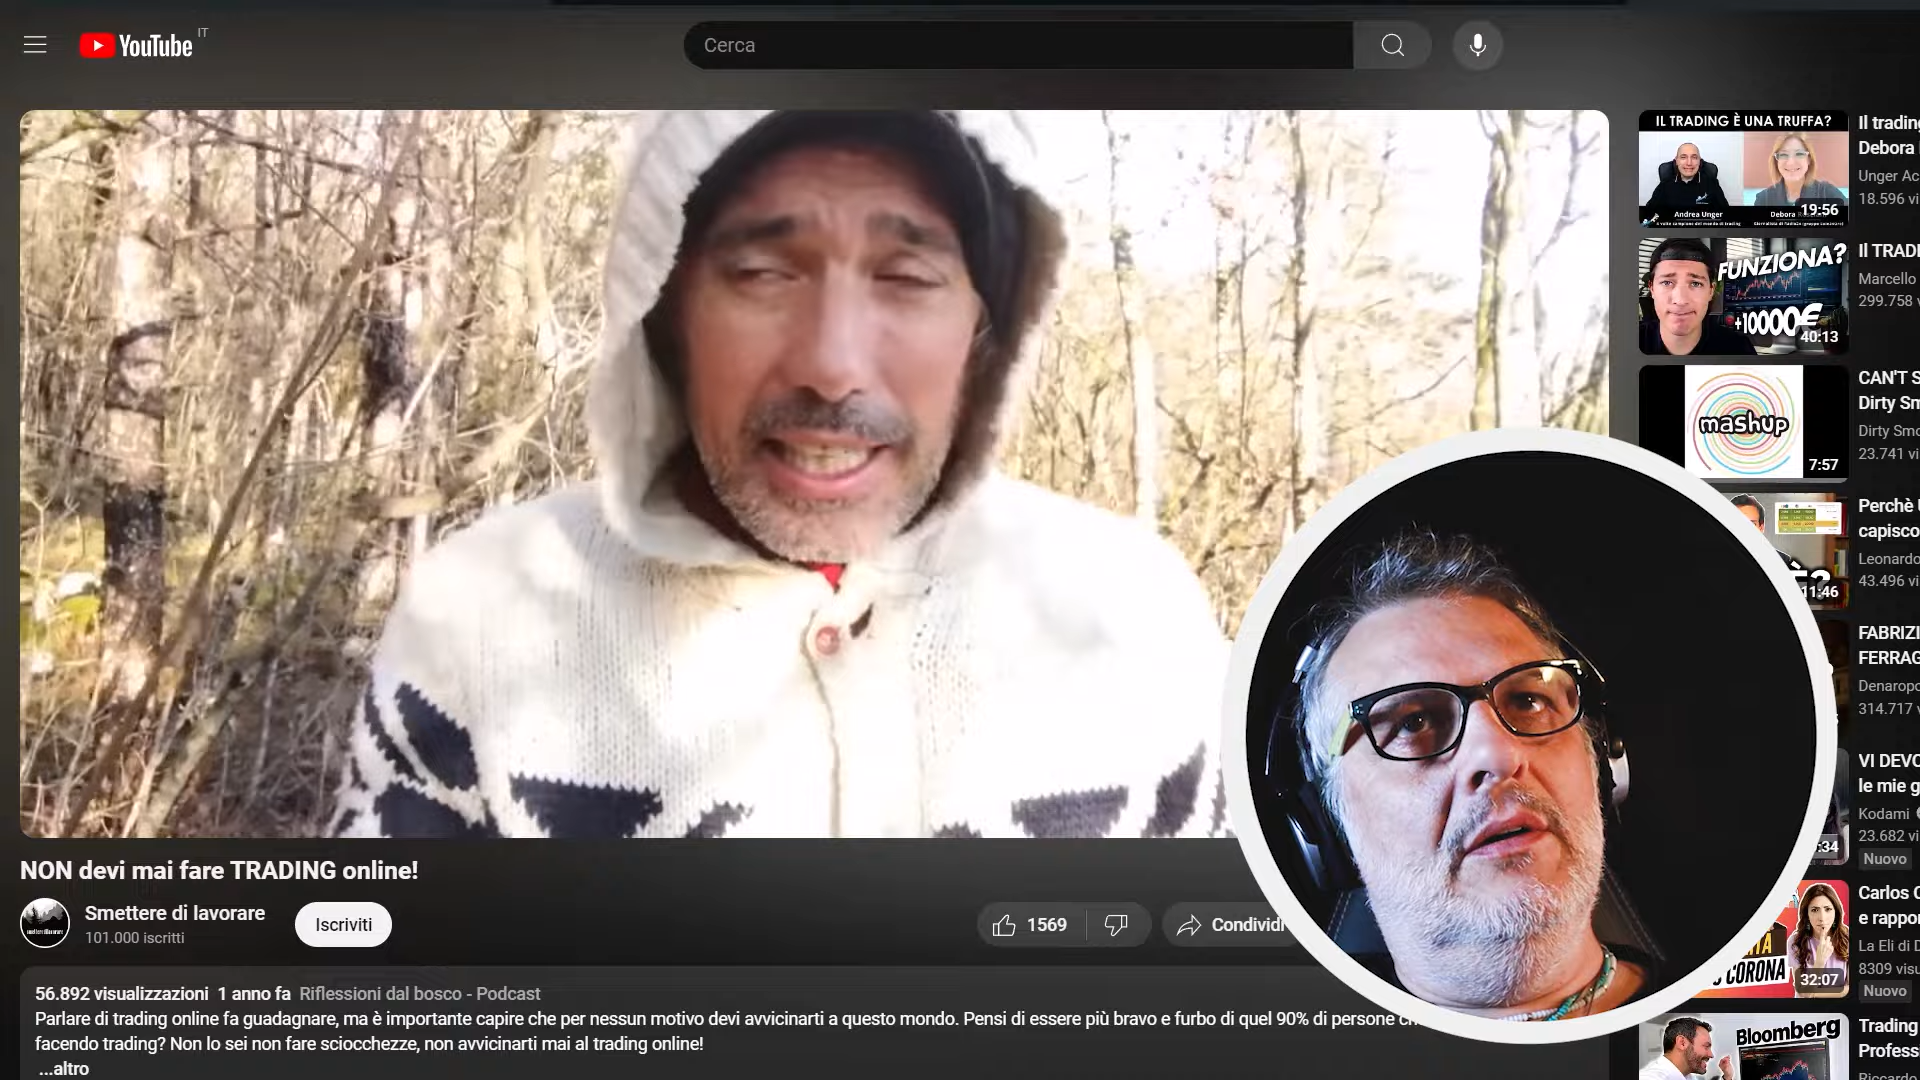 YouTube IT
Cerca
NON devi mai fare TRADING online!
Smettere di lavorare
101.000 iscritti
Iscriviti
1569
Condividi
56.892 visualizzazioni 1 anno fa Riflessioni dal bosco - Podcast
Parlare di trading online fa guadagnare, ma è importante capire che per nessun motivo devi avvicinarti a questo mondo. Pensi di essere più bravo e furbo di quel 90% di persone
facendo trading? Non lo sei non fare sciocchezze, non avvicinarti mai al trading online!
...altro
IL TRADING È UNA TRUFFA?
Andrea Unger
Debora
19:56
Il trading
Debora
Unger Ac
18.596 vi
FUNZIONA?
+10000€
40:13
Il TRADI
Marcello
299.758 v
mashup
7:57
CAN'T S
Dirty Sm
Dirty Smo
23.741 vi
11:46
Perchè
capisco
Leonardo
43.496 vi
FABRIZI
FERRAG
Denaropo
314.717 v
:34
VI DEVO
le mie g
Kodami
23.682 vi
Nuovo
CORONA
32:07
Carlos C
e rappor
La Eli di D
8309 visu
Nuovo
Bloomberg
Trading
Professi
Riccardo